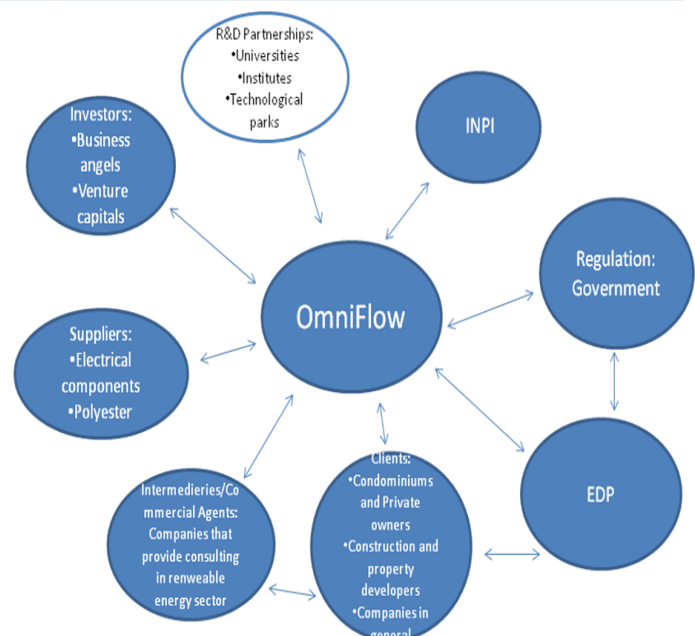 R&D Partnerships:
•Universities
•Institutes
•Technological
parks
INPI
Investors:
•Business
angels
•Venture
capitals
Regulation:
Government
OmniFlow
Suppliers:
•Electrical
components
•Polyester
EDP
Clients:
•Condominiums
and Private
owners
•Construction and
property
developers
•Companies in
general
Intermedieries/Co
mmercial Agents:
Companies that
provide consulting
in renweable
energy sector